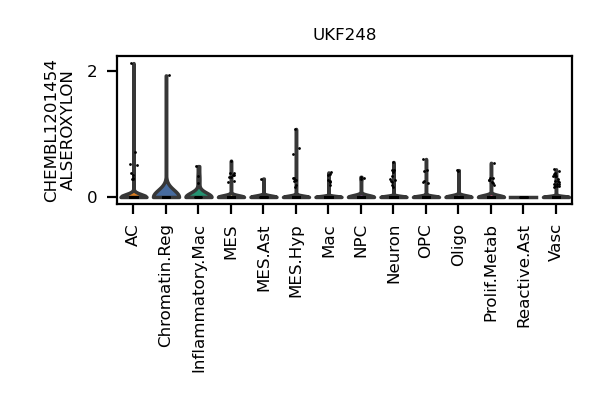 UKF248
CHEMBL1201454
ALSEROXYLON
2
0
AC
Chromatin.Reg
Inflammatory.Mac
MES
MES.Ast
MES.Hyp
Mac
NPC
Neuron
OPC
Oligo
Prolif.Metab
Reactive.Ast
Vasc